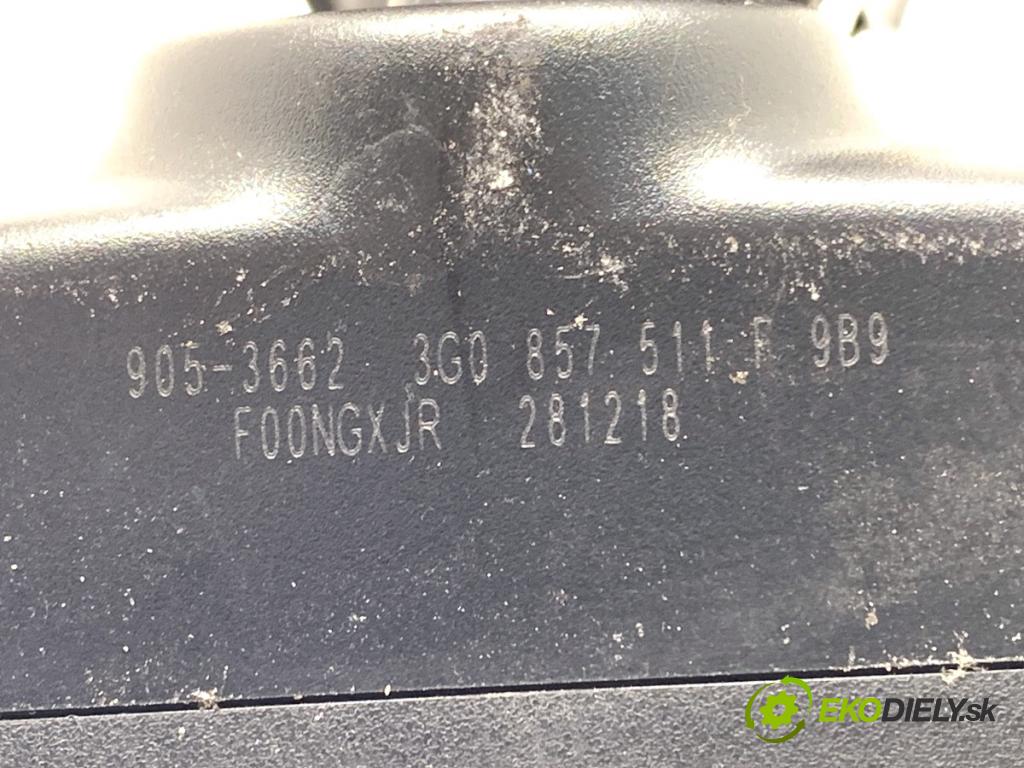 905-3662 3G0 857 511 F 9B9
F00NGXJR 281218
EKODIELY.sk